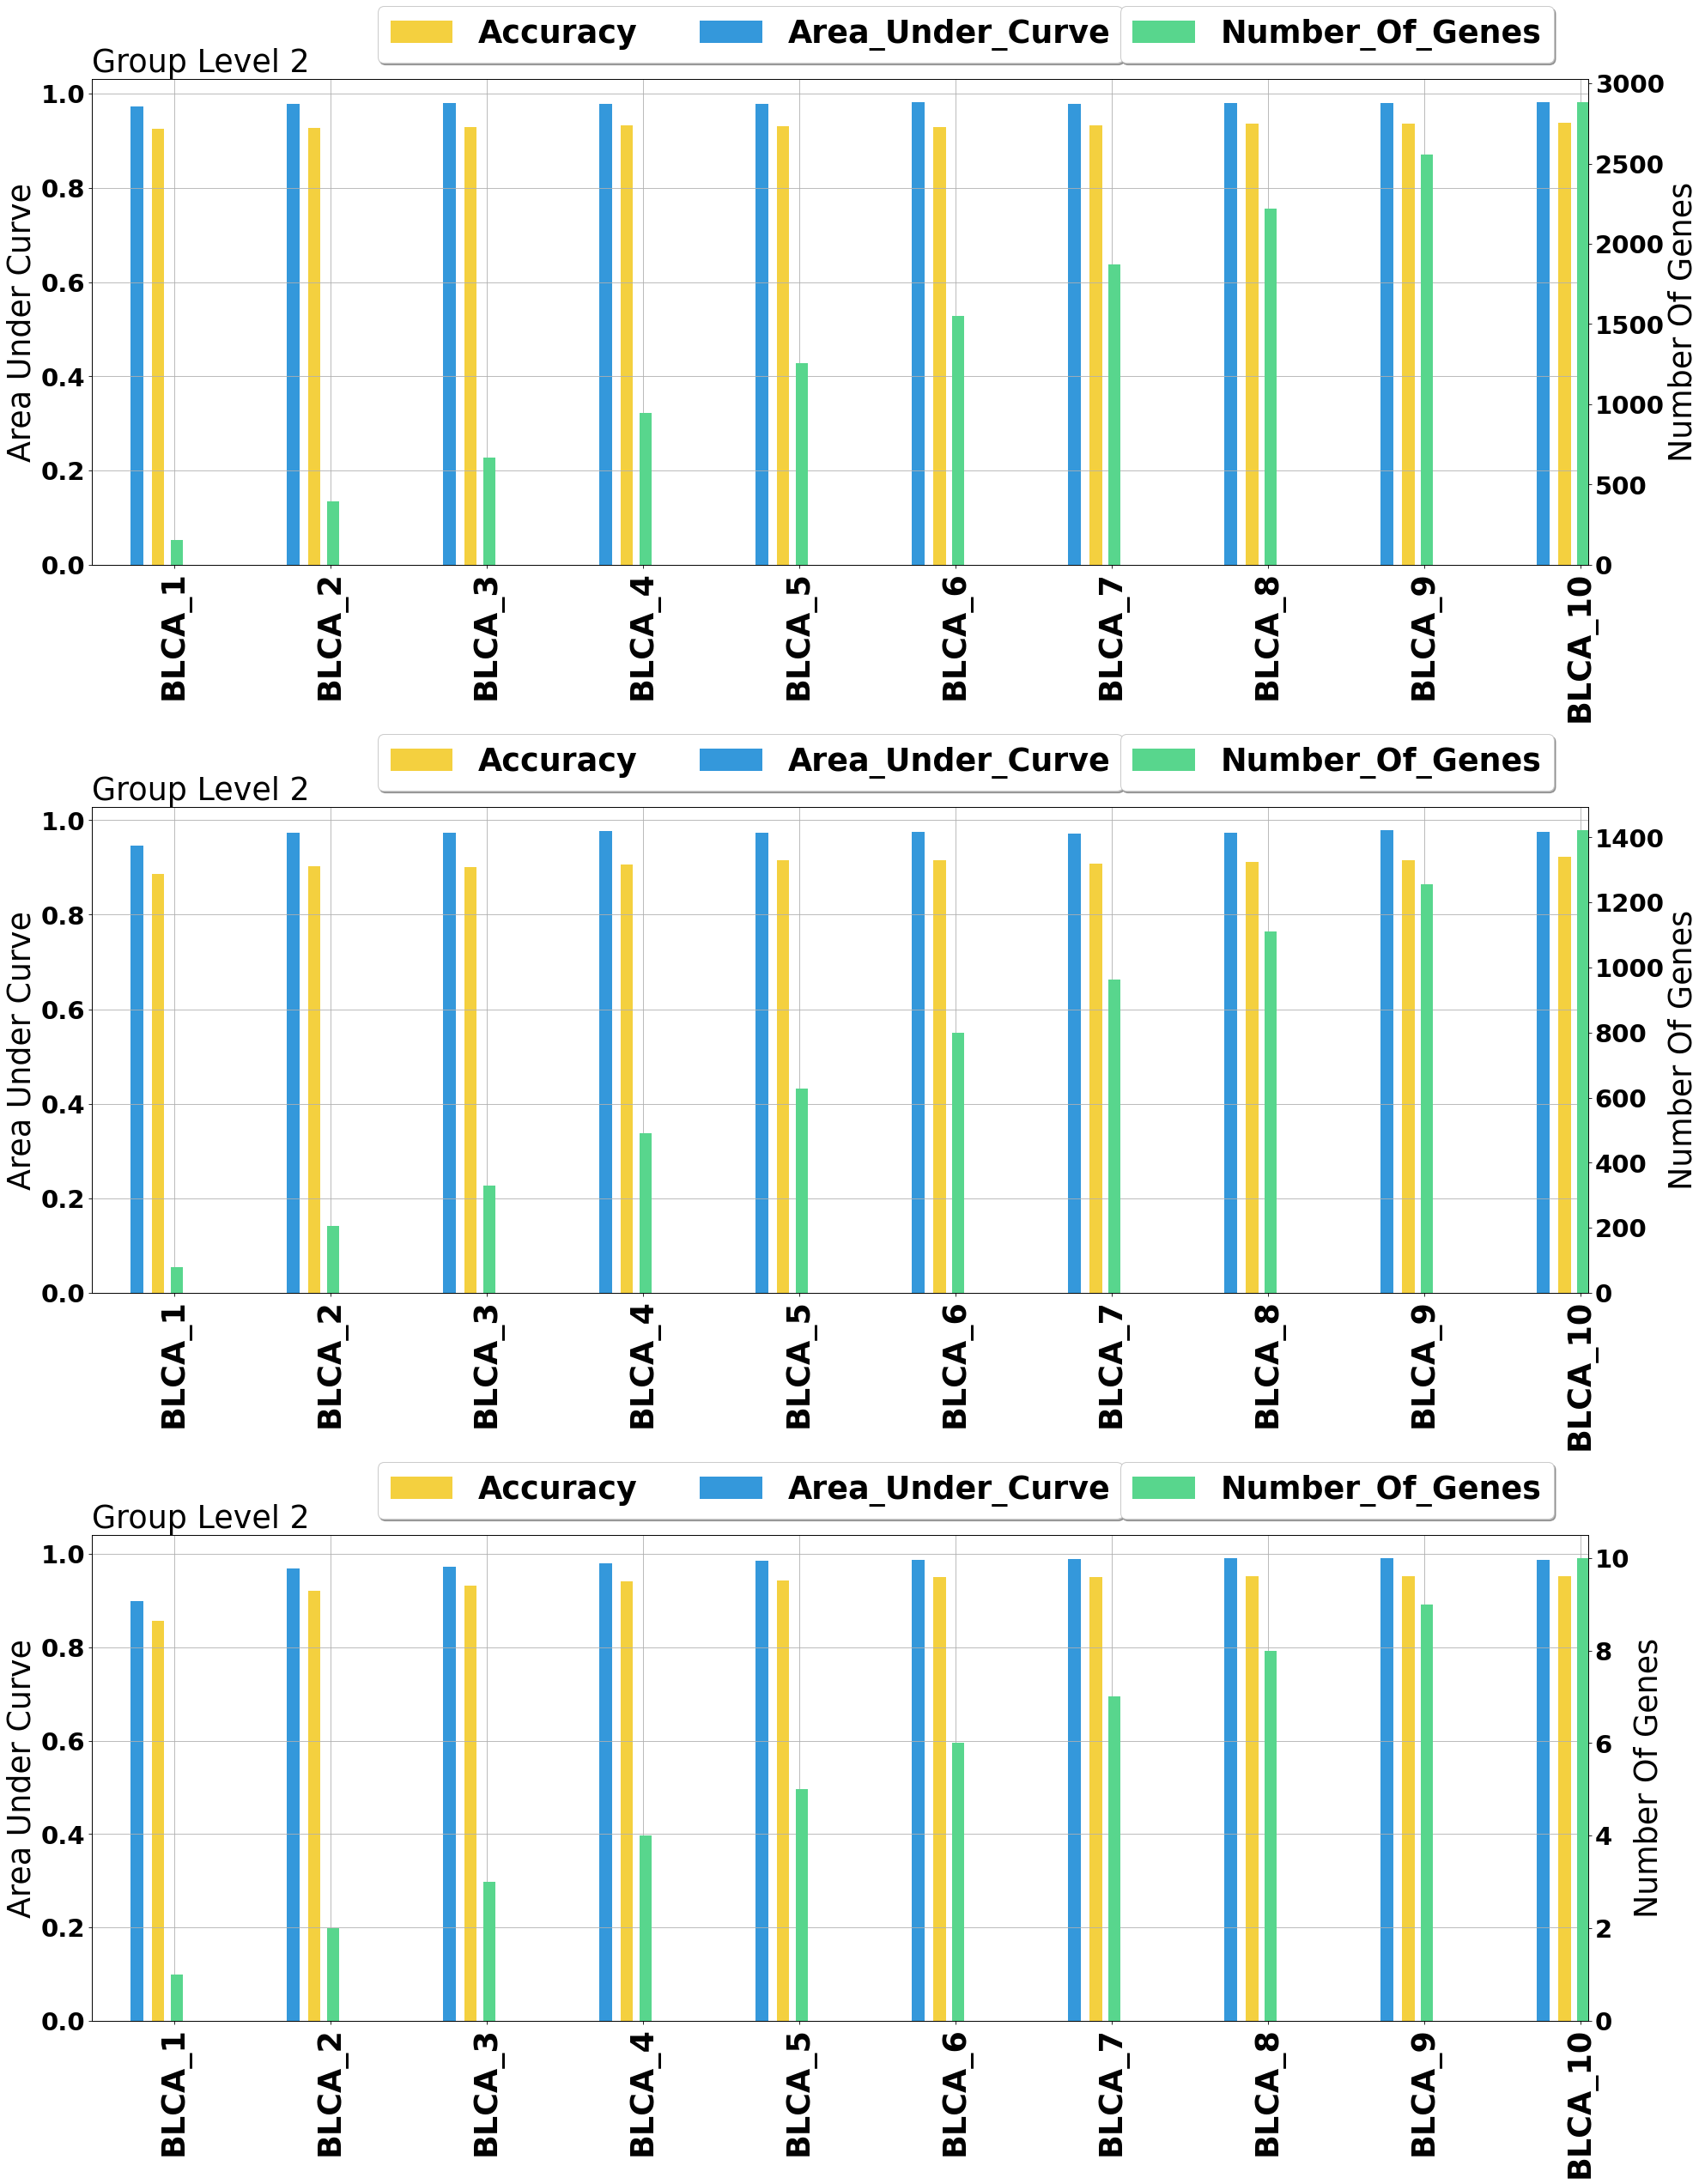 Accuracy Area_Under_Curve Number_Of_Genes
Group Level 2
Area Under Curve
1.0
0.8
0.6
0.4
0.2
0.0
3000
2500
2000
1500
1000
500
0
Number Of Genes
BLCA_1 BLCA_2 BLCA_3 BLCA_4 BLCA_5 BLCA_6 BLCA_7 BLCA_8 BLCA_9 BLCA_10
Accuracy Area_Under_Curve Number_Of_Genes
Group Level 2
Area Under Curve
1.0
0.8
0.6
0.4
0.2
0.0
1400
1200
1000
800
600
400
200
0
Number Of Genes
BLCA_1 BLCA_2 BLCA_3 BLCA_4 BLCA_5 BLCA_6 BLCA_7 BLCA_8 BLCA_9 BLCA_10
Accuracy Area_Under_Curve Number_Of_Genes
Group Level 2
Area Under Curve
1.0
0.8
0.6
0.4
0.2
0.0
10
8
6
4
2
0
Number Of Genes
BLCA_1 BLCA_2 BLCA_3 BLCA_4 BLCA_5 BLCA_6 BLCA_7 BLCA_8 BLCA_9 BLCA_10